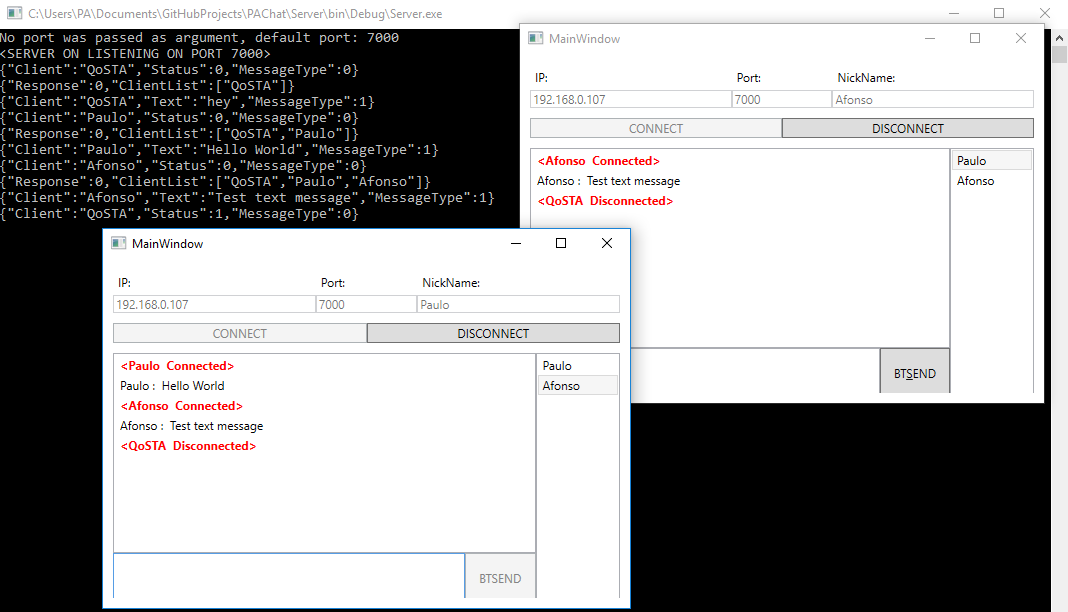 C:\Users\PA\Documents\GitHubProjects\PAChat\Server\bin\Debug\Server.exe
No port was passed as argument, default port: 7000
<SERVER ON LISTENING ON PORT 7000>
{"Client":"QoSTA","Status":0,"MessageType":0}
{"Response":0,"ClientList":["QoSTA"]}
{"Client":"QoSTA","Text":"hey","MessageType":1}
{"Client":"Paulo","Status":0,"MessageType":0}
{"Response":0,"ClientList":["QoSTA","Paulo"]}
{"Client":"Paulo","Text":"Hello World","MessageType":1}
{"Client":"Afonso","Status":0,"MessageType":0}
{"Response":0,"ClientList":["QoSTA","Paulo","Afonso"]}
{"Client":"Afonso","Text":"Test text message","MessageType":1}
{"Client":"QoSTA","Status":1,"MessageType":0}
MainWindow
IP: Port: NickName:
192.168.0.107 7000 Afonso
CONNECT DISCONNECT
<Afonso Connected> Paulo
Afonso : Test text message Afonso
<QoSTA Disconnected>
BTSEND
MainWindow
IP: Port: NickName:
192.168.0.107 7000 Paulo
CONNECT DISCONNECT
<Paulo Connected> Paulo
Paulo : Hello World Afonso
<Afonso Connected>
Afonso : Test text message
<QoSTA Disconnected>
BTSEND